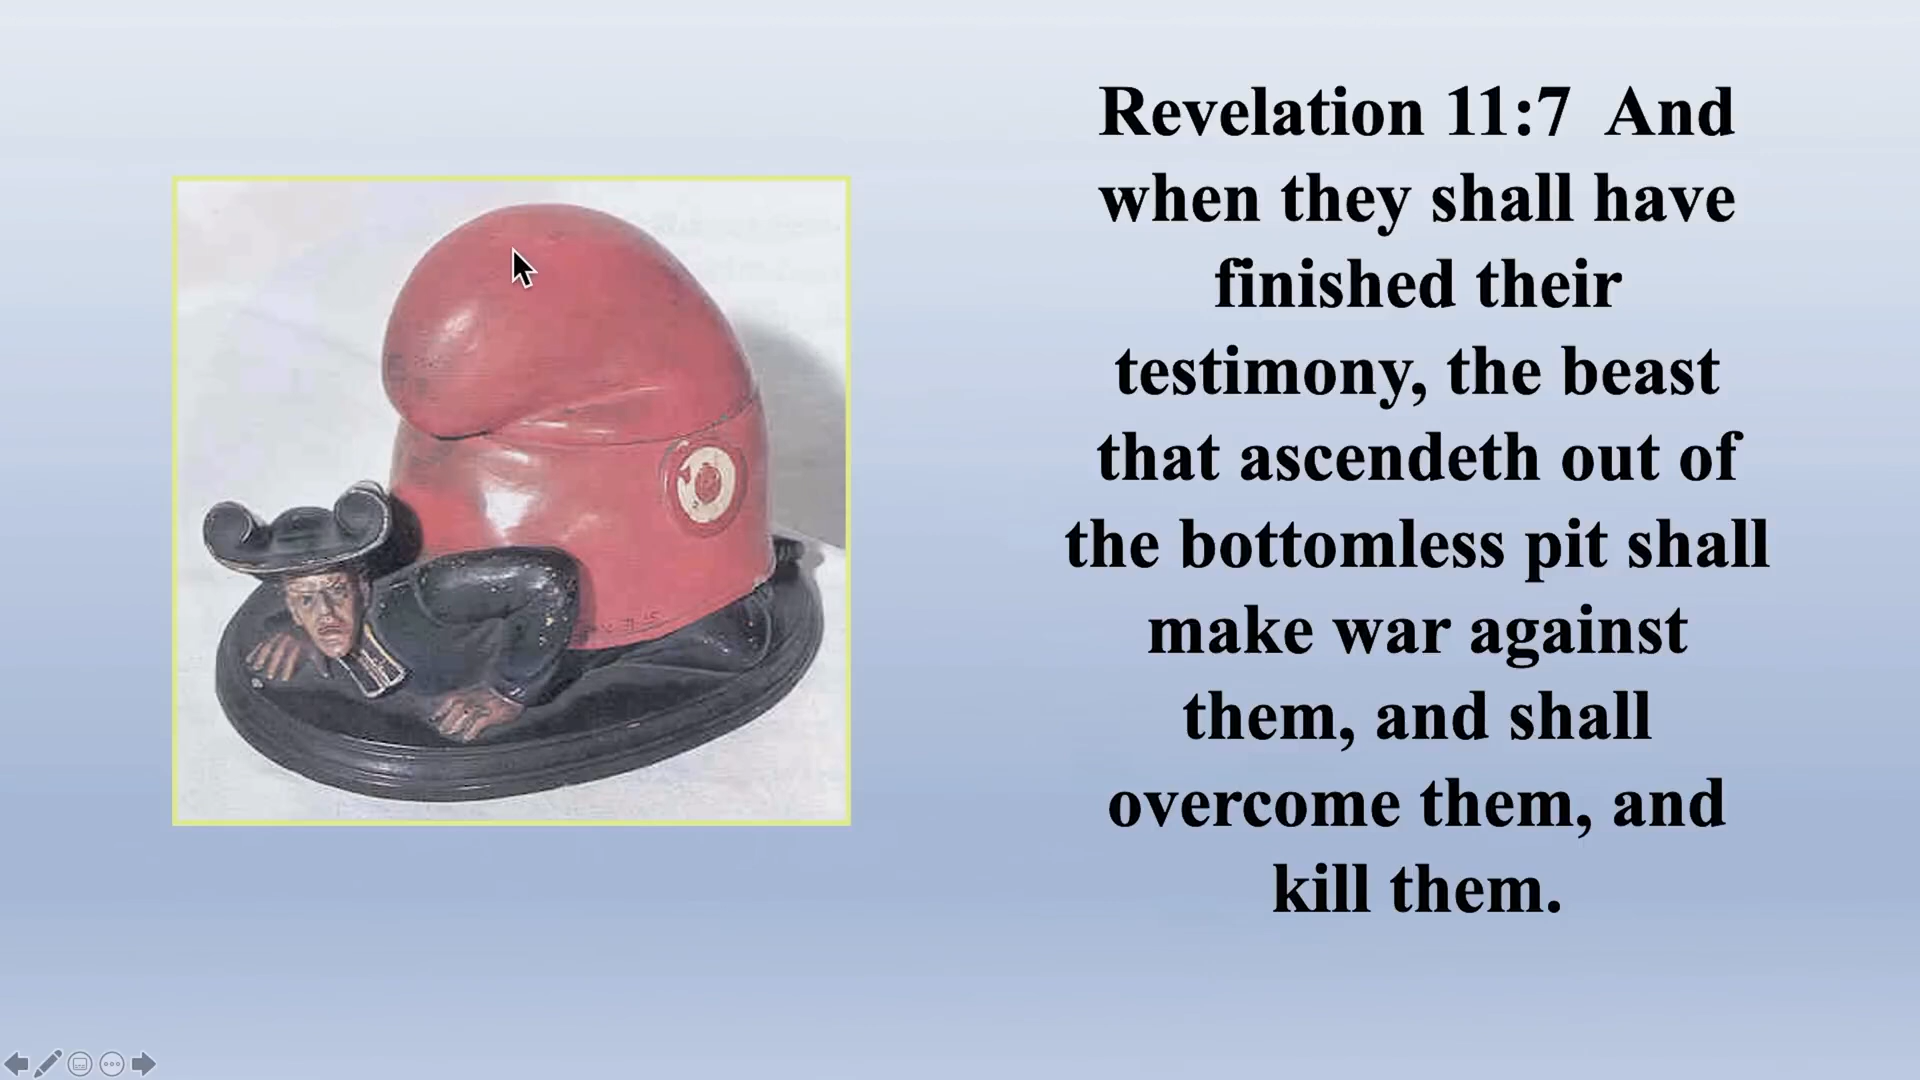 Revelation 11:7  And
when they shall have
finished their
testimony, the beast
that ascendeth out of
the bottomless pit shall
make war against
them, and shall
overcome them, and
kill them.